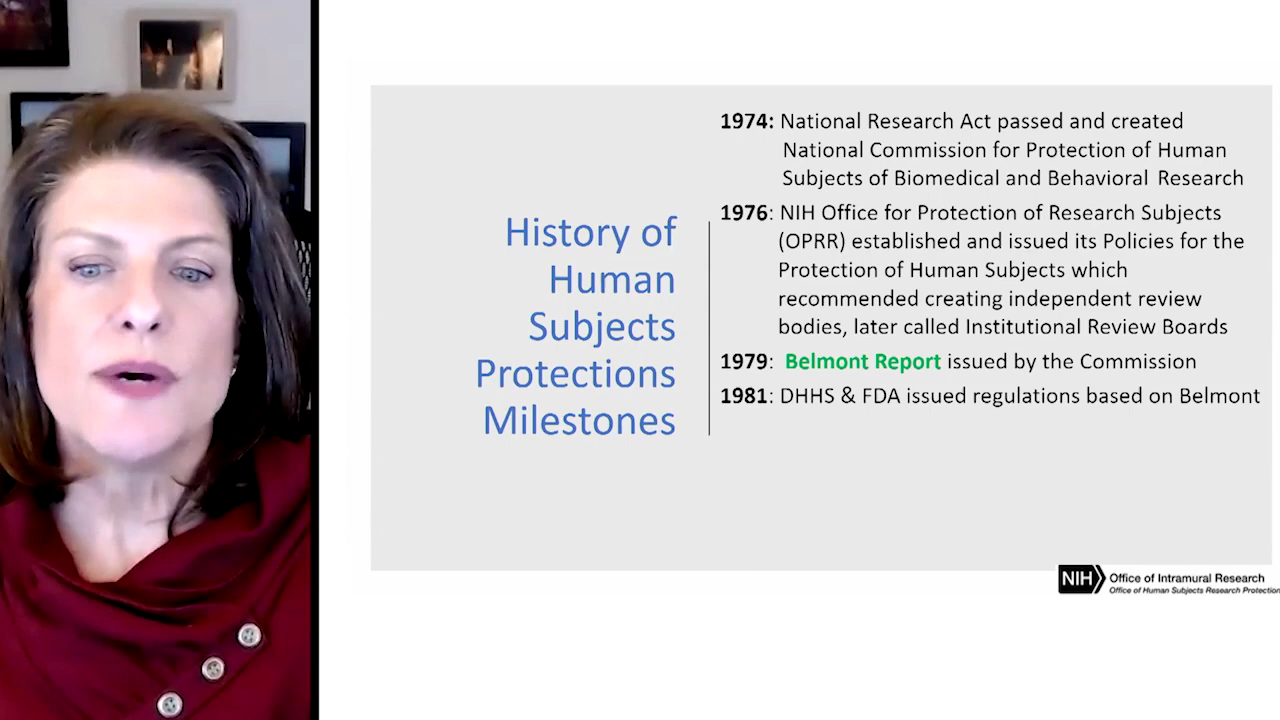 History of
Human
Subjects
Protections
Milestones
1974: National Research Act passed and created
National Commission for Protection of Human
Subjects of Biomedical and Behavioral Research
1976: NIH Office for Protection of Research Subjects
(OPRR) established and issued its Policies for the
Protection of Human Subjects which
recommended creating independent review
bodies, later called Institutional Review Boards
1979: Belmont Report issued by the Commission
1981: DHHS & FDA issued regulations based on Belmont
NIH Office of Intramural Research
Office of Human Subjects Research Protection